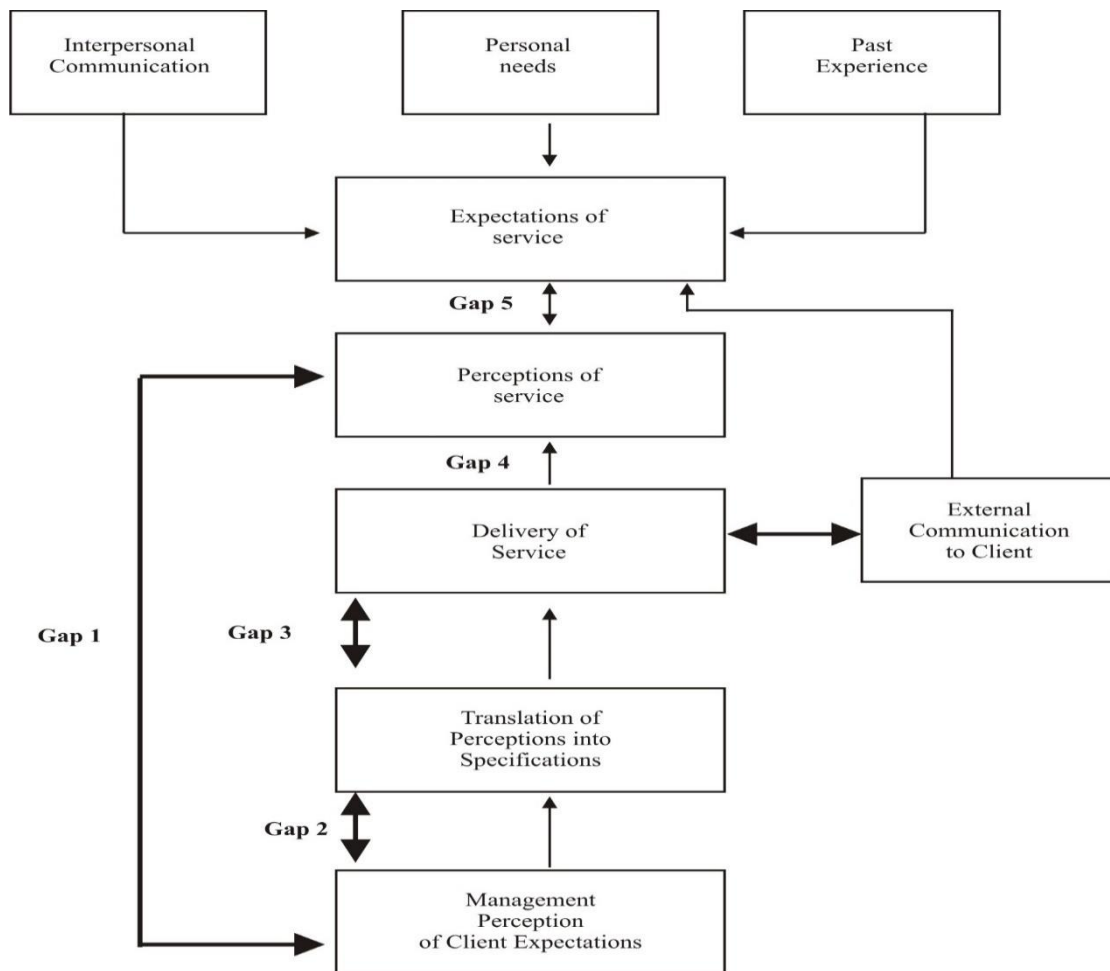 Interpersonal
Communication
Personal
needs
Past
Experience
Expectations of
service
Gap 5
Perceptions of
service
Gap 4
Delivery of
Service
External
Communication
to Client
Gap 1
Gap 3
Translation of
Perceptions into
Specifications
Gap 2
Management
Perception
of Client Expectations